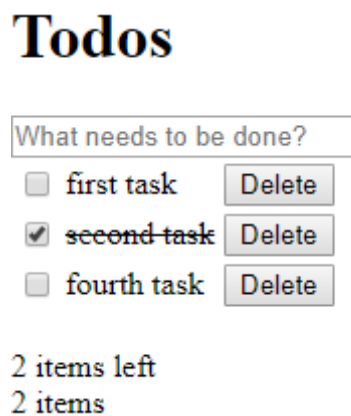 Todos
What needs to be done?
first task Delete
second task Delete
fourth task Delete
2 items left
2 items